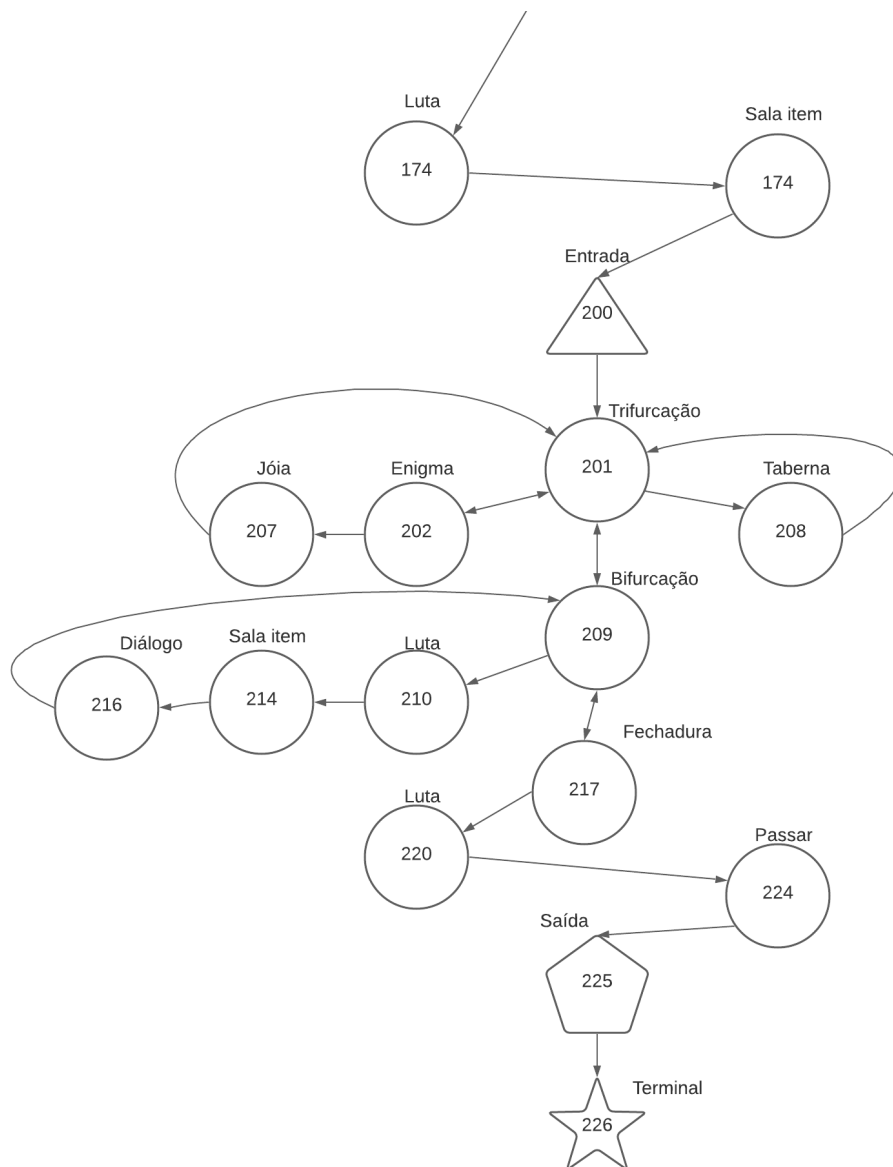 Luta
174
Sala item
174
Entrada
200
Trifurcação
201
Jóia
207
Enigma
202
Taberna
208
Bifurcação
209
Diálogo
216
Sala item
214
Luta
210
Fechadura
217
Luta
220
Passar
224
Saída
225
Terminal
226